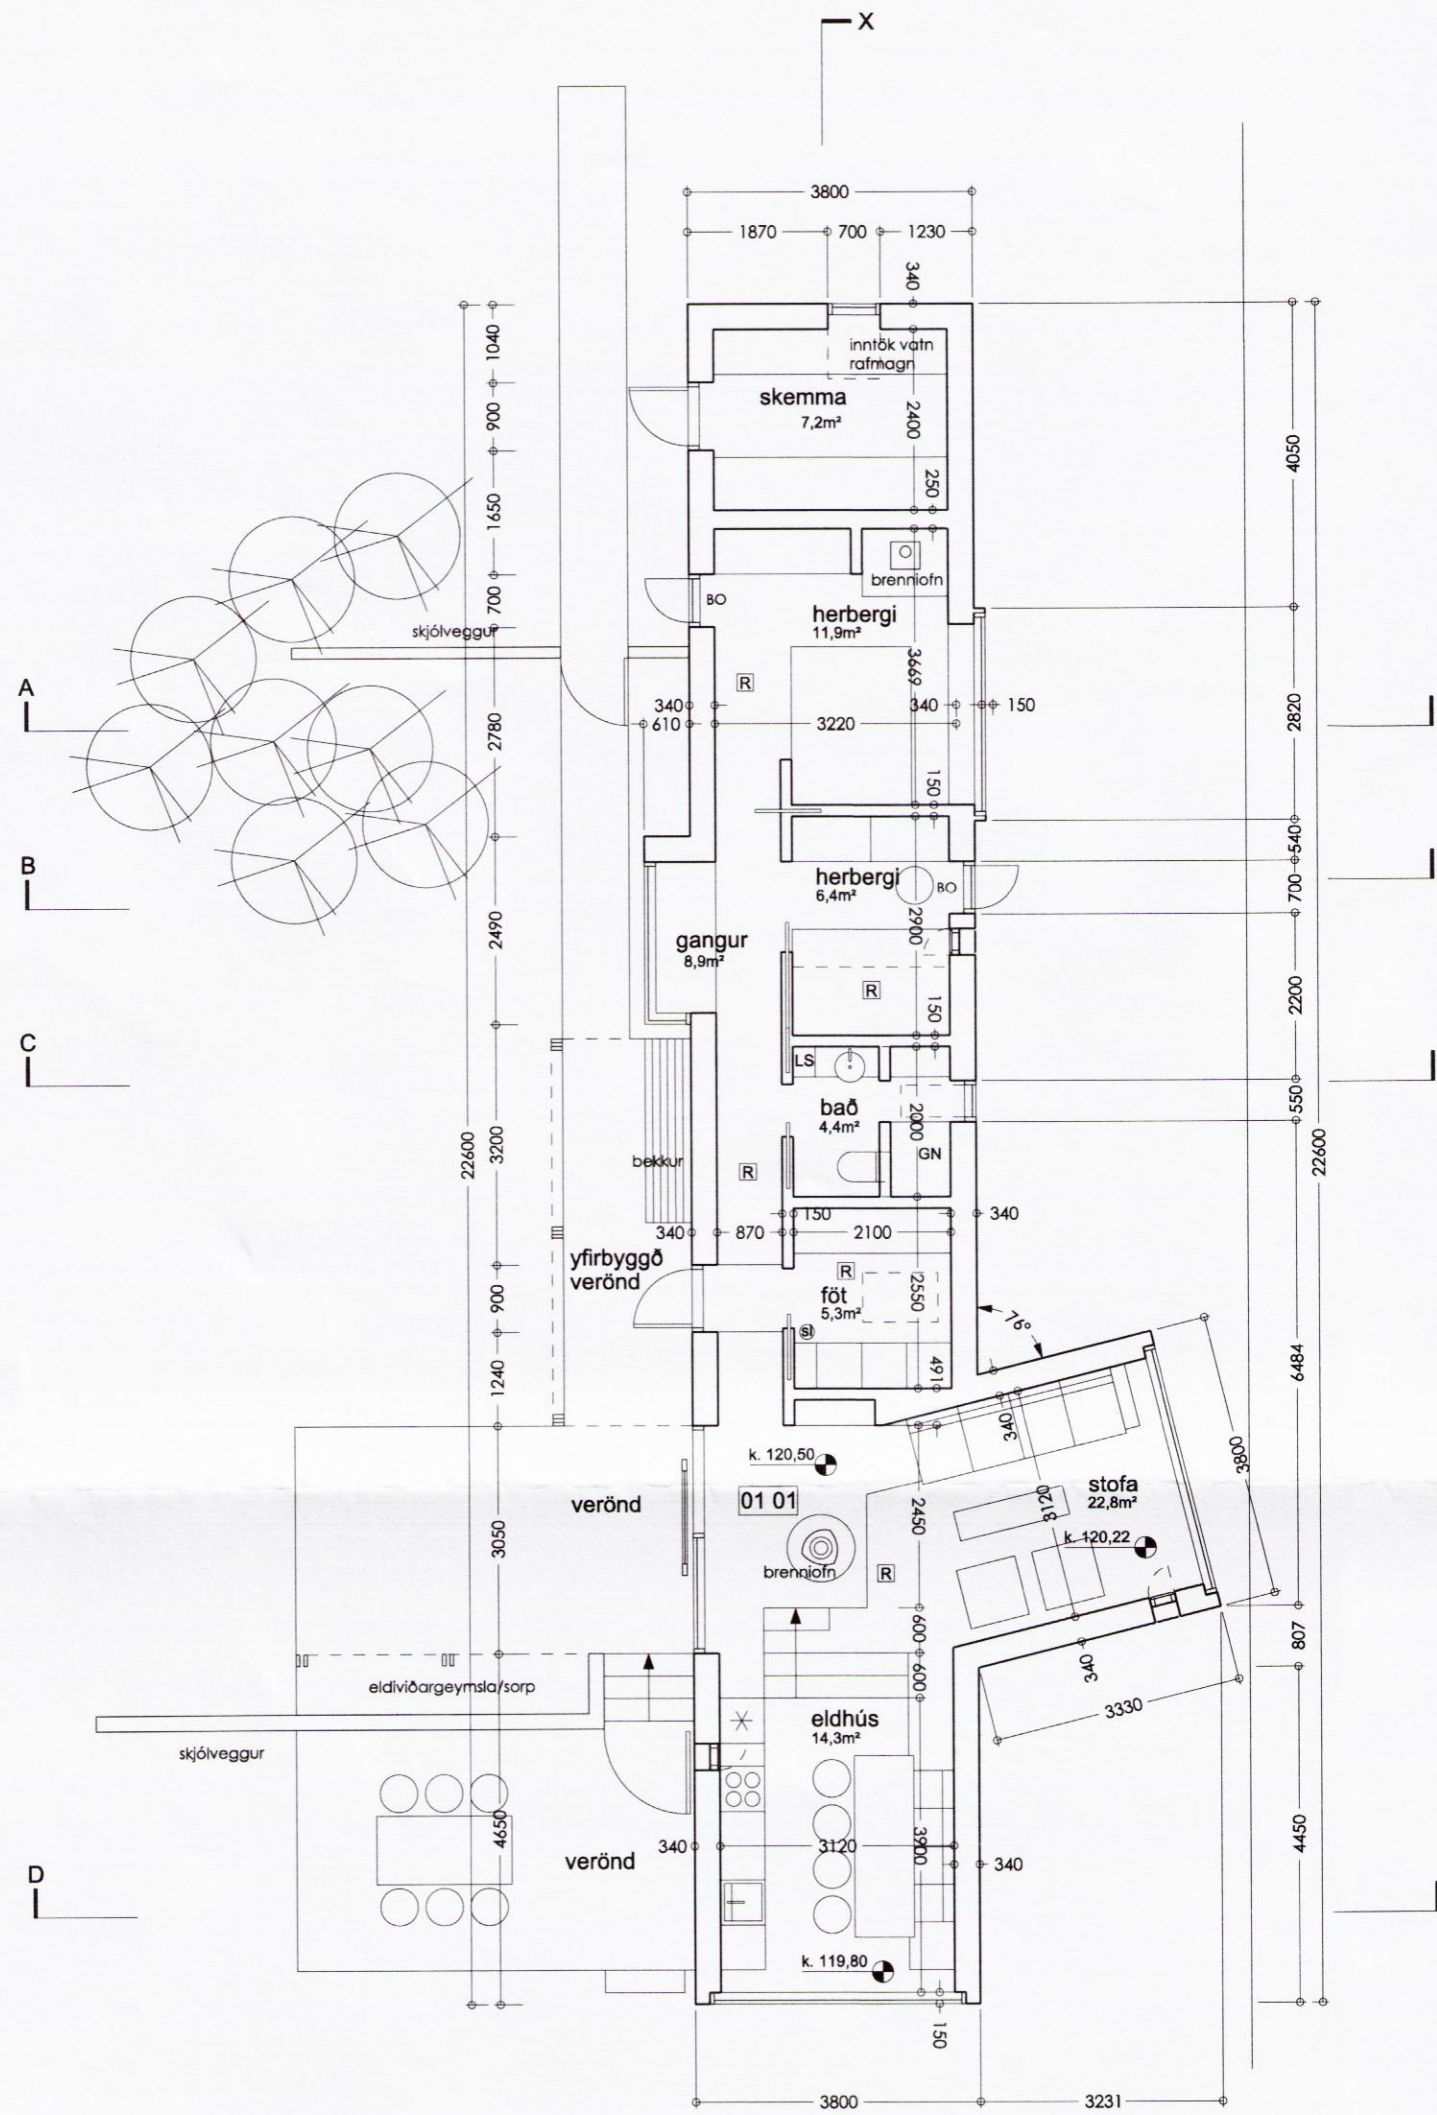 X
3800
1870 700 1230
340
1040
900
1650
700
2780
2490
3200
900
1240
3050
4650
22600
inntök vatn
rafmagn
skemma
7,2m²
2400
250
4050
brenniofn
BO
herbergi
11,9m²
skjólveggur
R
3669
A
340
610
3220
340
150
2820
150
540
B
herbergi
6,4m²
BO
700
2900
gangur
8,9m²
R
150
2200
C
LS
bað
4,4m²
2000
550
GN
bekkur
R
22600
150
340
340
870
2100
yfirbyggð
verönd
R
föt
5,3m²
2550
sl
491
76°
6484
340
3800
k. 120,50
stofa
22,8m²
verönd
01 01
2450
3120
k. 120,22
brenniofn
R
600
600
807
340
3330
eldiviðargeymsla/sorp
skjólveggur
eldhús
14,3m²
340
3120
3900
340
4450
verönd
D
k. 119,80
150
3800
3231